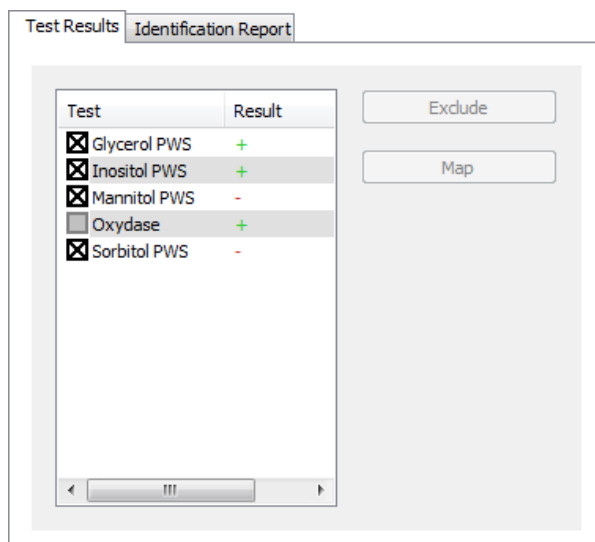 Test Results Identification Report
Test Result Exclude
Glycerol PWS +
Inositol PWS + Map
Mannitol PWS -
Oxydase +
Sorbitol PWS -